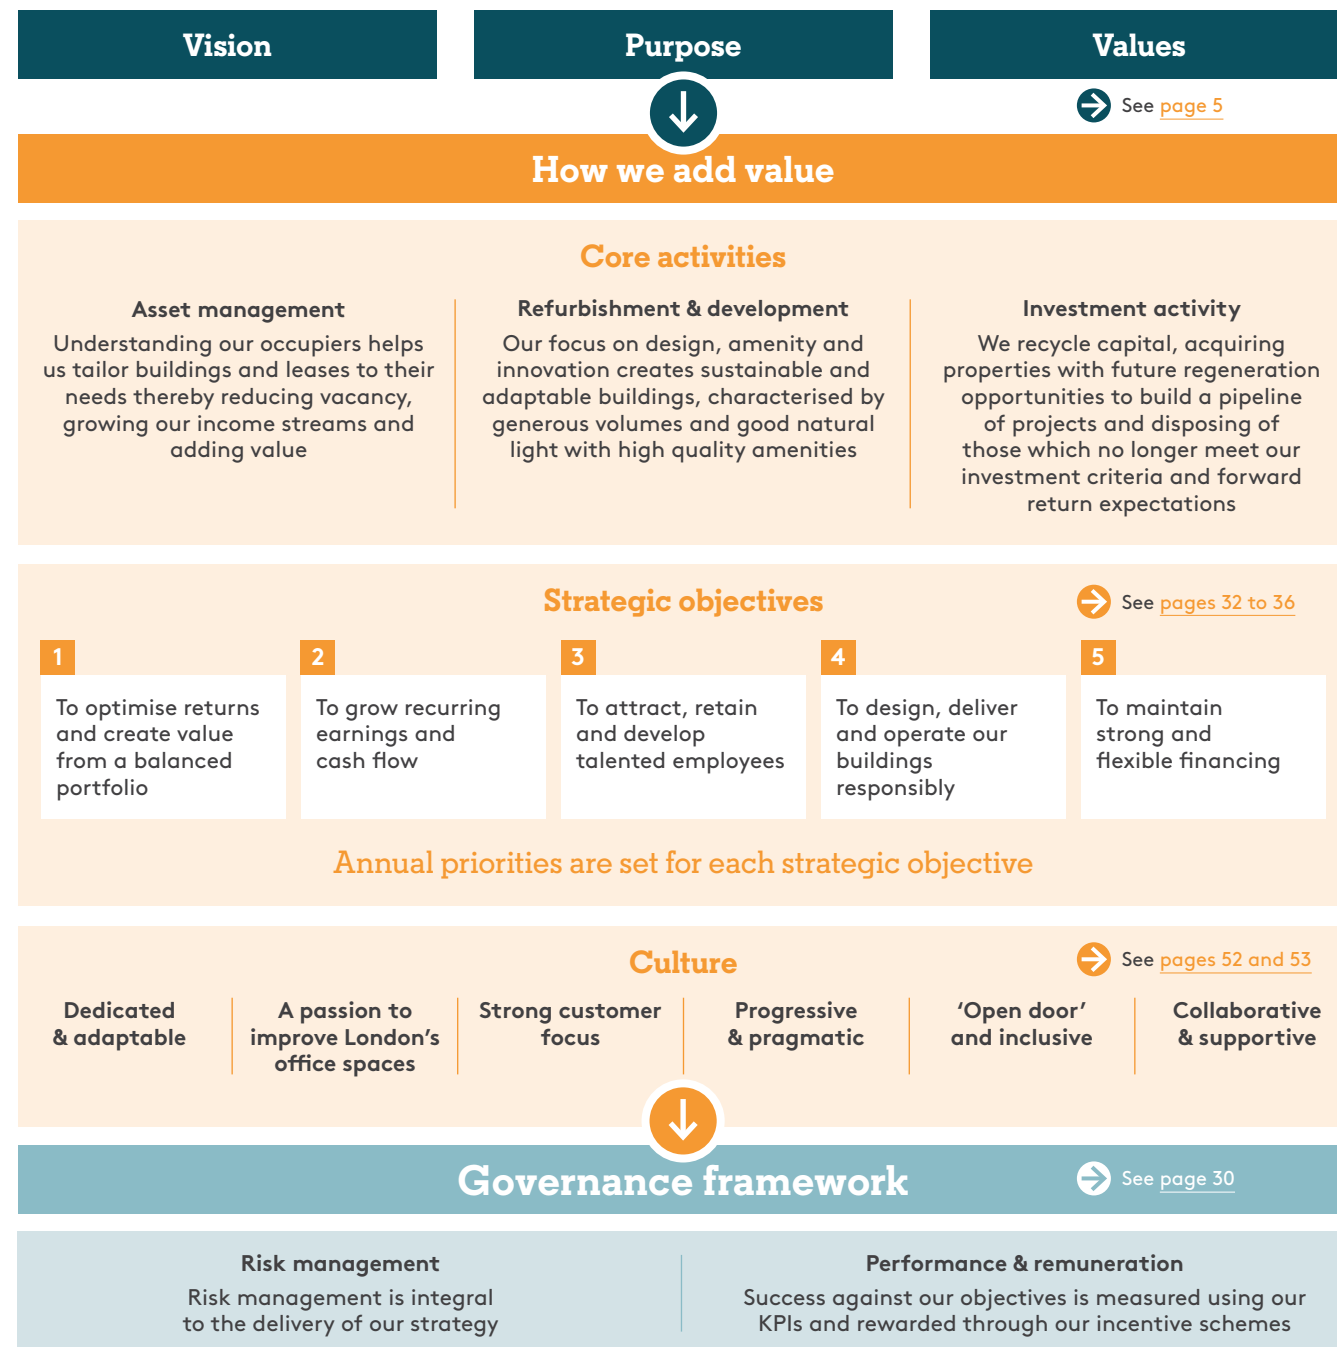 Vision
Purpose
Values
See page 5
How we add value
Core activities
Asset management
Understanding our occupiers helps
us tailor buildings and leases to their
needs thereby reducing vacancy,
growing our income streams and
adding value
Refurbishment & development
Our focus on design, amenity and
innovation creates sustainable and
adaptable buildings, characterised by
generous volumes and good natural
light with high quality amenities
Investment activity
We recycle capital, acquiring
properties with future regeneration
opportunities to build a pipeline
of projects and disposing of
those which no longer meet our
investment criteria and forward
return expectations
Strategic objectives
See pages 32 to 36
1
To optimise returns
and create value
from a balanced
portfolio
2
To grow recurring
earnings and
cash flow
3
To attract, retain
and develop
talented employees
4
To design, deliver
and operate our
buildings
responsibly
5
To maintain
strong and
flexible financing
Annual priorities are set for each strategic objective
Culture
See pages 52 and 53
Dedicated
& adaptable
A passion to
improve London's
office spaces
Strong customer
focus
Progressive
& pragmatic
'Open door'
and inclusive
Collaborative
& supportive
Governance framework
See page 30
Risk management
Risk management is integral
to the delivery of our strategy
Performance & remuneration
Success against our objectives is measured using our
KPIs and rewarded through our incentive schemes